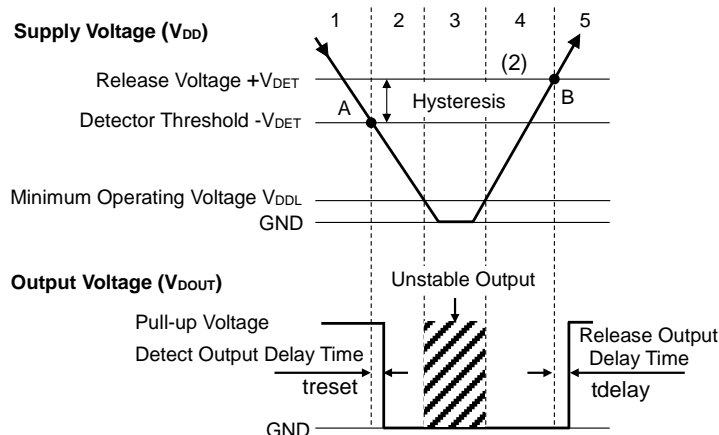 1 2 3 4 5
Supply Voltage (VDD)
(2)
Release Voltage +VDET
Hysteresis
B
A
Detector Threshold -VDET
Minimum Operating Voltage VDDL
GND
Output Voltage (VDOUT)
Unstable Output
Pull-up Voltage
Release Output
Detect Output Delay Time
Delay Time
treset
tdelay
GND